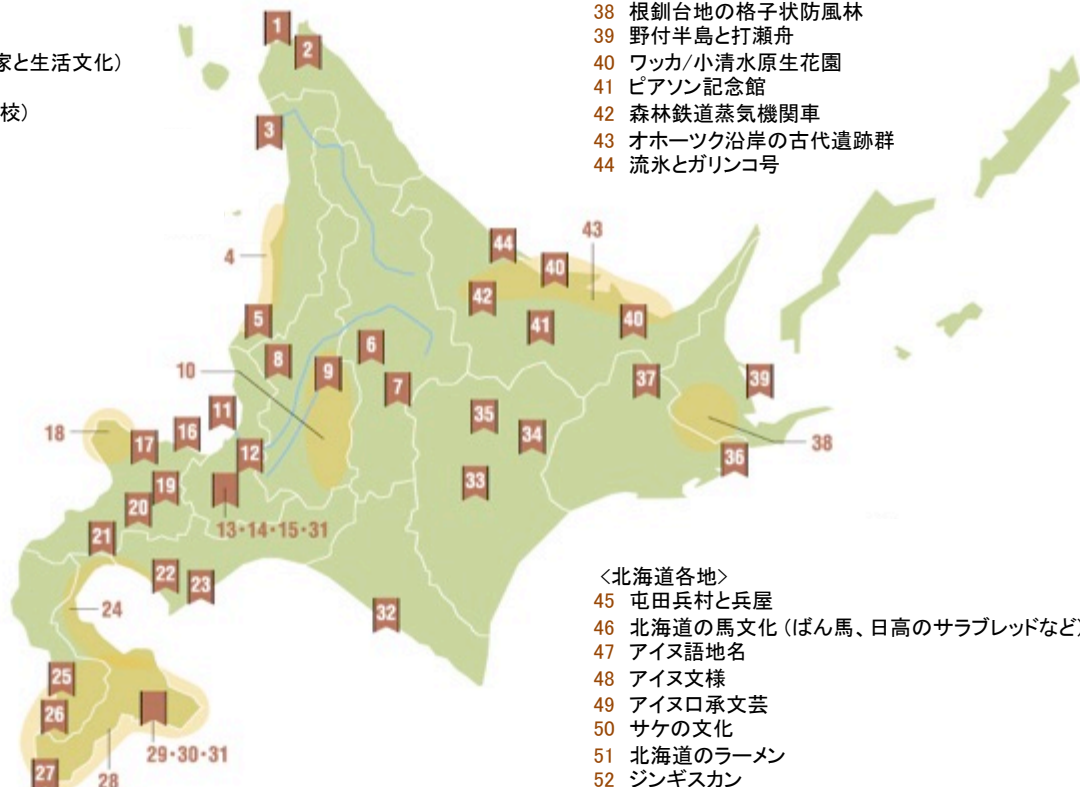 家と生活文化）
校）
38 根釧台地の格子状防風林
39 野付半島と打瀬舟
40 ワッカ/小清水原生花園
41 ピアソン記念館
42 森林鉄道蒸気機関車
43 オホーツク沿岸の古代遺跡群
44 流氷とガリンコ号
1
2
3
4
5
6
7
8
9
10
11
12
13・14・15・31
16
17
18
19
20
21
22
23
24
25
26
27
28
29・30・31
32
33
34
35
36
37
38
39
40
40
41
42
43
44
<北海道各地>
45 屯田兵村と兵屋
46 北海道の馬文化（ばん馬、日高のサラブレッドなど）
47 アイヌ語地名
48 アイヌ文様
49 アイヌ口承文芸
50 サケの文化
51 北海道のラーメン
52 ジンギスカン